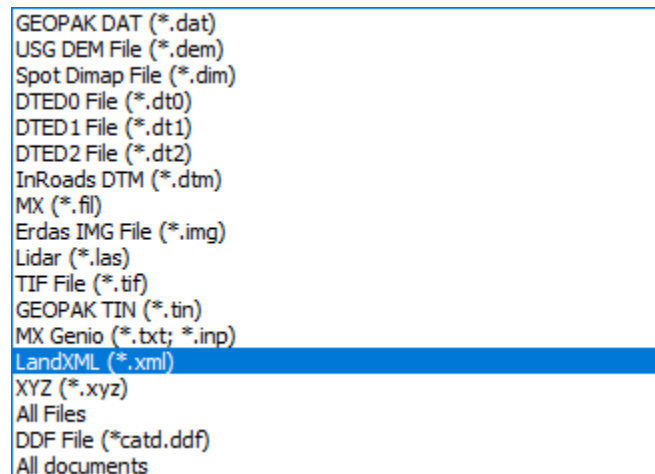 GEOPAK DAT (*.dat)
USG DEM File (*.dem)
Spot Dimap File (*.dim)
DTED0 File (*.dt0)
DTED1 File (*.dt1)
DTED2 File (*.dt2)
InRoads DTM (*.dtm)
MX (*.fil)
Erdas IMG File (*.img)
Lidar (*.las)
TIF File (*.tif)
GEOPAK TIN (*.tin)
MX Genio (*.txt; *.inp)
LandXML (*.xml)
XYZ (*.xyz)
All Files
DDF File (*catd.ddf)
All documents